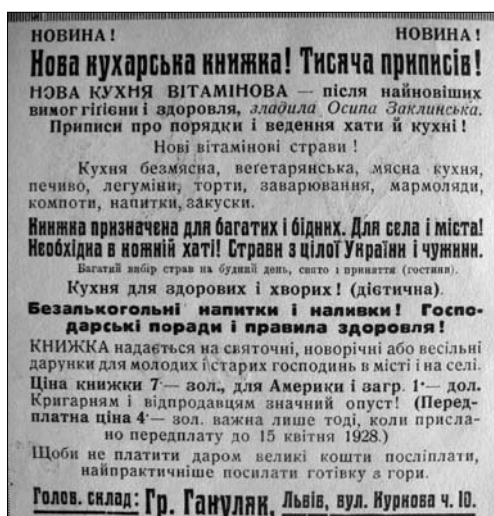 НОВИНА! НОВИНА!
Нова кухарська книжка! Тисяча приписів!
НОВА КУХНЯ ВІТАМІНОВА — після найновіших
вимог гігієни і здоровля, зладила Осипа Заклинська.
Приписи про порядки і ведення хати й кухні!
Нові вітамінові страви!
Кухня безмясна, веґетарянська, мясна кухня,
печиво, леґуміни, торти, заварювання, мармоляди,
компоти, напитки, закуски.
Книжка призначена для багатих і бідних. Для села і міста!
Необхідна в кожній хаті! Страви з цілої України і чужини.
Багатий вибір страв на будний день, свято і приняття (гостини).
Кухня для здорових і хворих! (дієтична).
Безалькогольні напитки і наливки! Госпо-
дарські поради і правила здоровля!
КНИЖКА надається на святочні, новорічні або весільні
дарунки для молодих і старих господинь в місті і на селі.
Ціна книжки 7·— зол., для Америки і загр. 1·— дол.
Кригарням і відпродавцям значний опуст! (Перед-
платна ціна 4·— зол. важна лише тоді, коли присла-
но передплату до 15 квітня 1928.)
Щоби не платити даром великі кошти посліплати,
найпрактичніше посилати готівку з гори.
Голов. склад: Гр. Гануляк, Львів, вул. Куркова ч. 10.